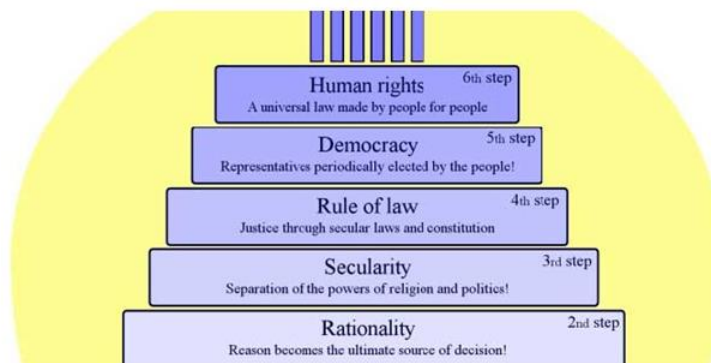 Human rights 6th step
A universal law made by people for people
Democracy 5th step
Representatives periodically elected by the people!
Rule of law 4th step
Justice through secular laws and constitution
Secularity 3rd step
Separation of the powers of religion and politics!
Rationality 2nd step
Reason becomes the ultimate source of decision!